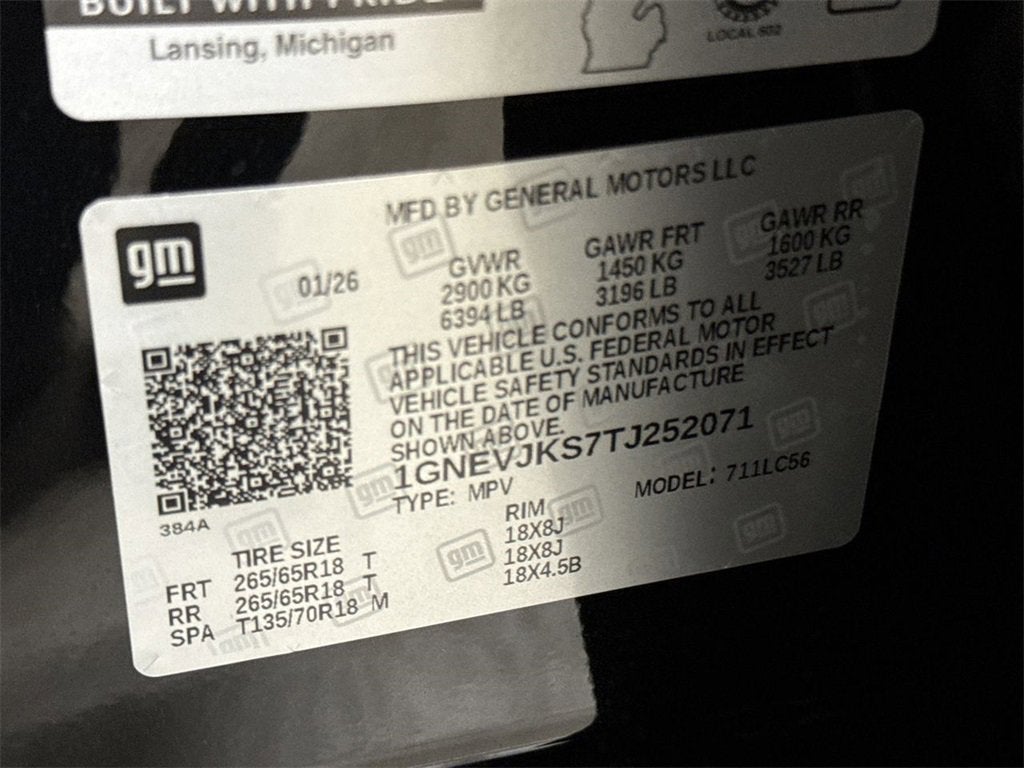 BUILT WITH PRIDE
Lansing, Michigan
LOCAL 602
gm
MFD BY GENERAL MOTORS LLC
01/26
GVWR GAWR FRT GAWR RR
2900 KG 1450 KG 1600 KG
6394 LB 3196 LB 3527 LB
THIS VEHICLE CONFORMS TO ALL
APPLICABLE U.S. FEDERAL MOTOR
VEHICLE SAFETY STANDARDS IN EFFECT
ON THE DATE OF MANUFACTURE
SHOWN ABOVE.
1GNEVJKS7TJ252071
TYPE: MPV MODEL: 711LC56
384A
TIRE SIZE RIM
FRT 265/65R18 T 18X8J
RR 265/65R18 T 18X8J
SPA T135/70R18 M 18X4.5B